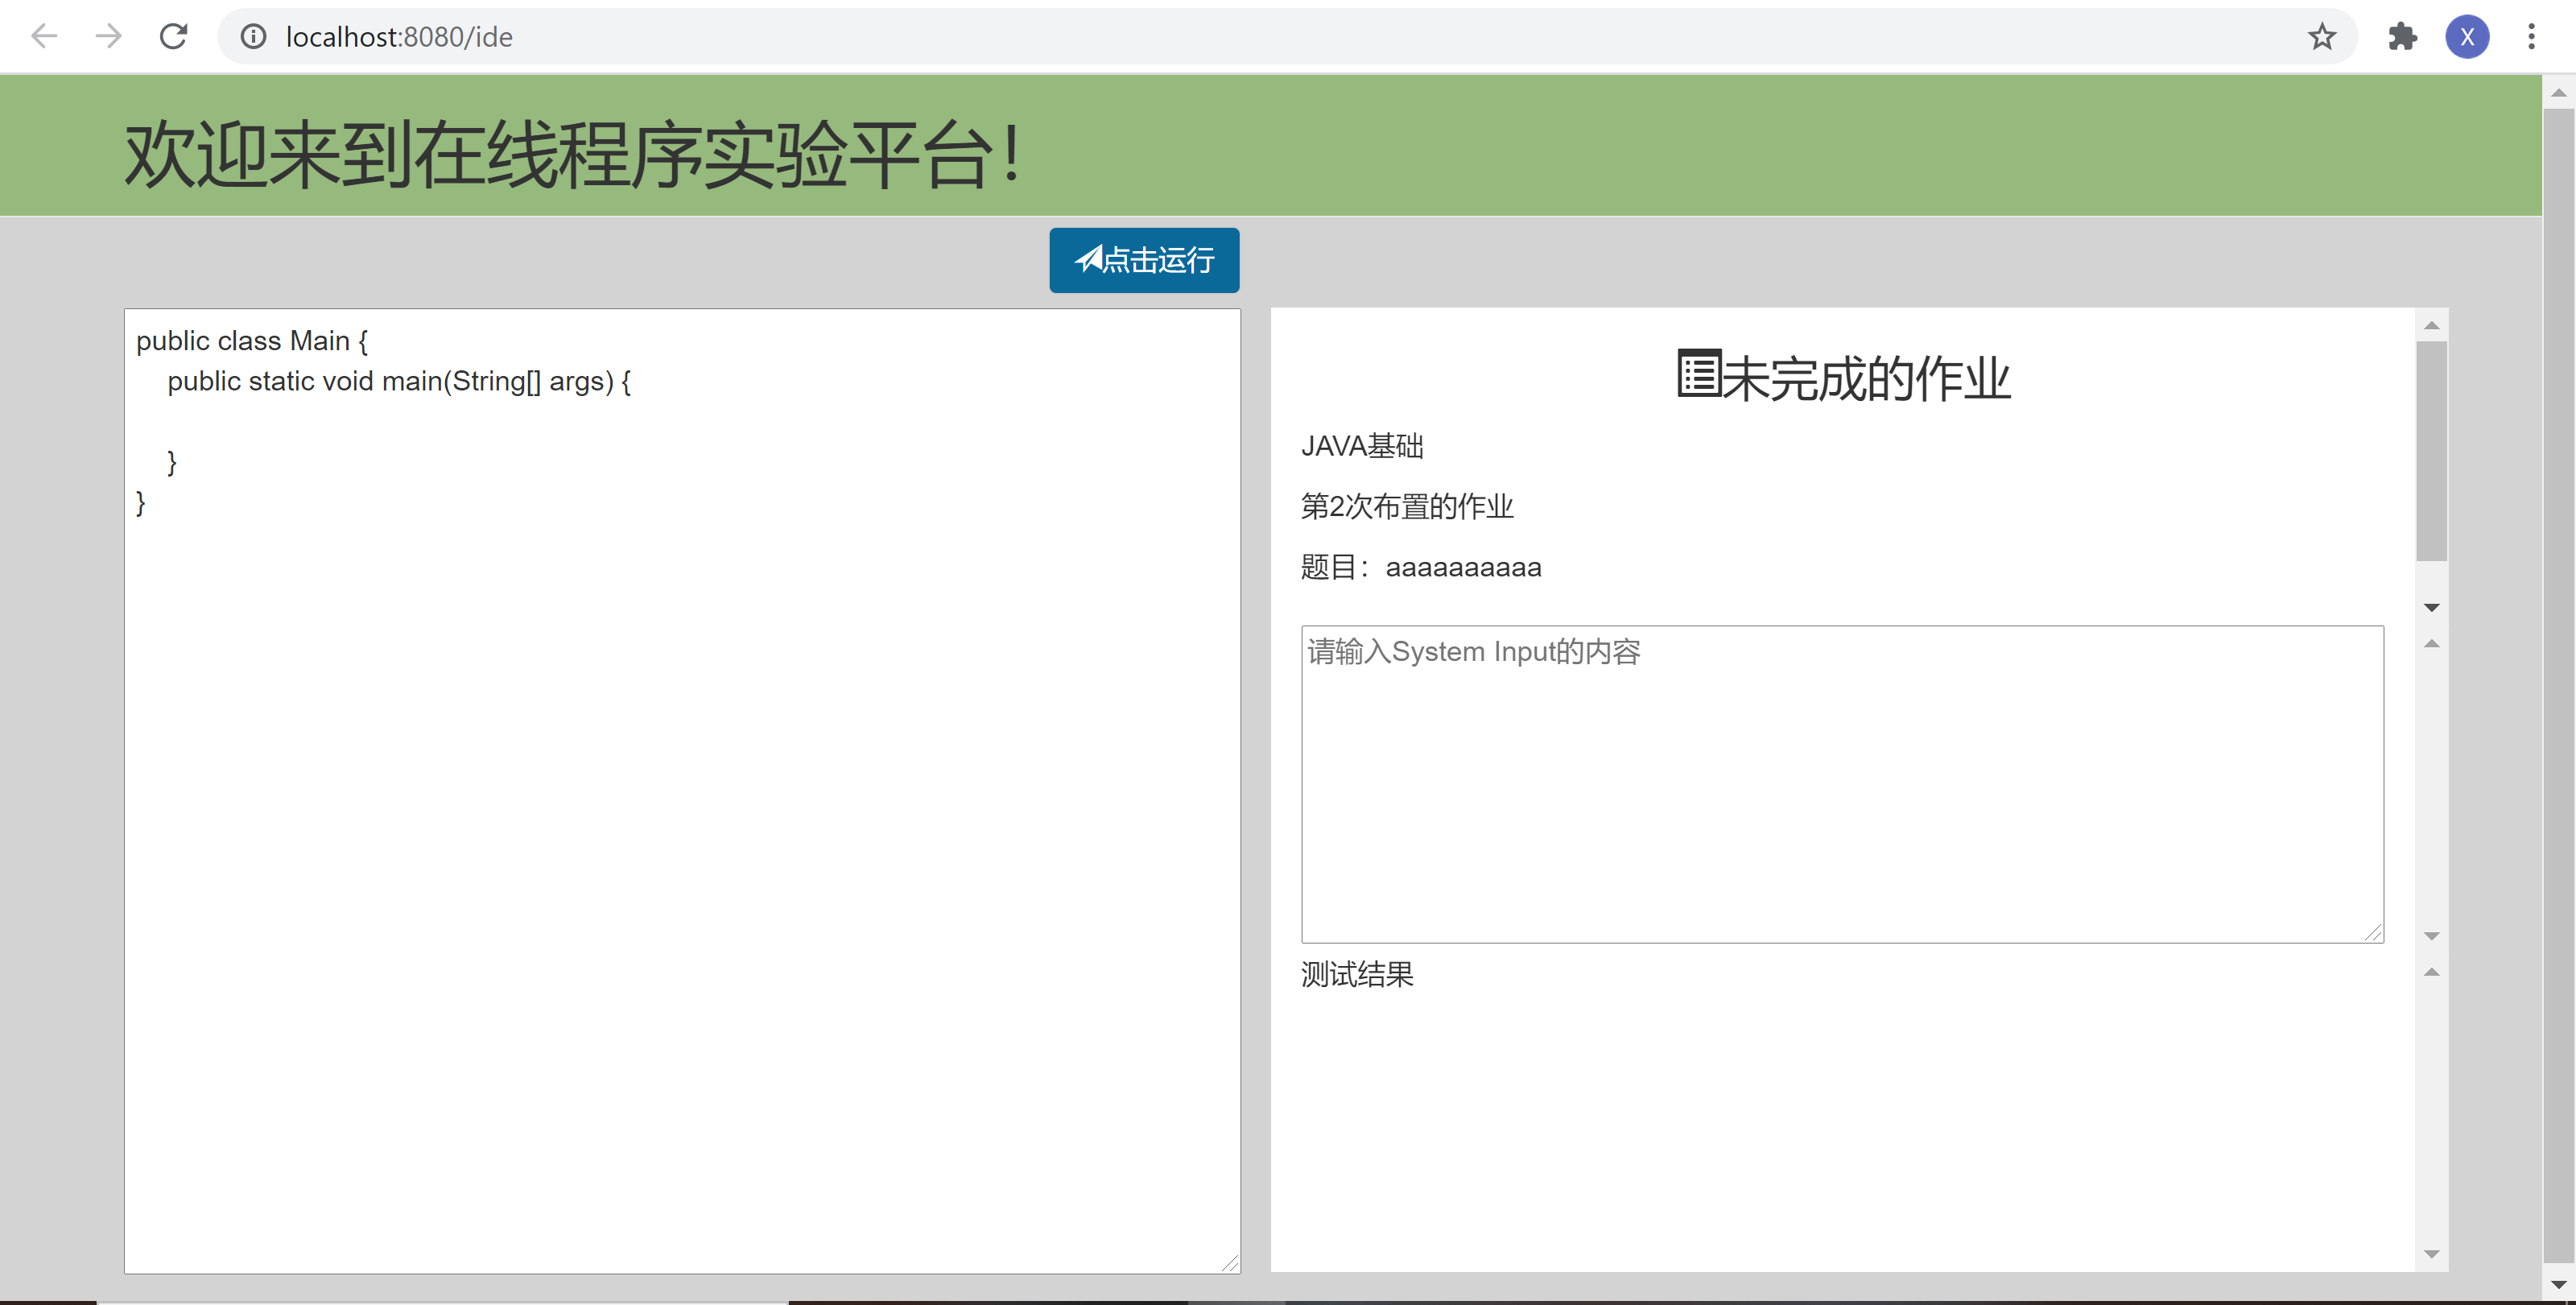 localhost:8080/ide
X
欢迎来到在线程序实验平台！
点击运行
public class Main {
public static void main(String[] args) {
}
}
未完成的作业
JAVA基础
第2次布置的作业
题目：aaaaaaaaaa
请输入System Input的内容
测试结果